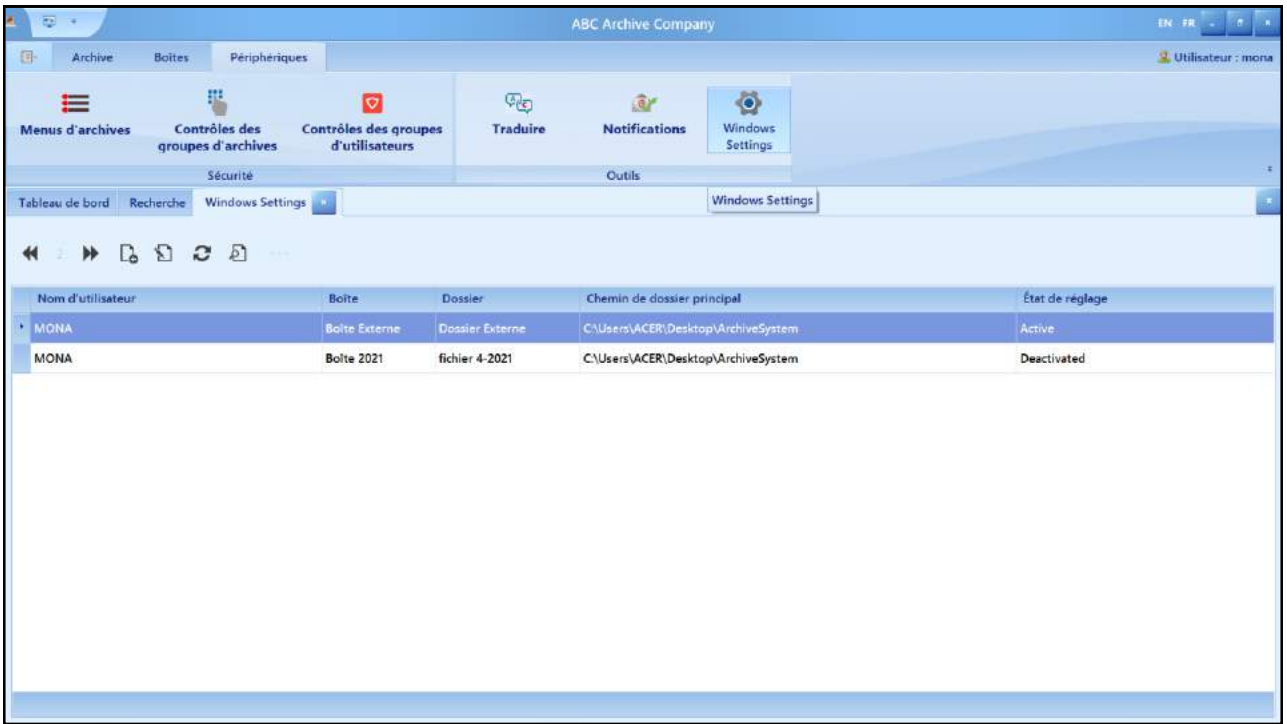 ABC Archive Company
EN FR
Archive Boîtes Périphériques
Utilisateur : mona
Menus d'archives
Contrôles des groupes d'archives
Contrôles des groupes d'utilisateurs
Traduire
Notifications
Windows Settings
Sécurité
Outils
Tableau de bord Recherche Windows Settings
Windows Settings
2
Nom d'utilisateur Boîte Dossier Chemin de dossier principal État de réglage
MONA Boîte Externe Dossier Externe C:\Users\ACER\Desktop\ArchiveSystem Active
MONA Boîte 2021 fichier 4-2021 C:\Users\ACER\Desktop\ArchiveSystem Deactivated